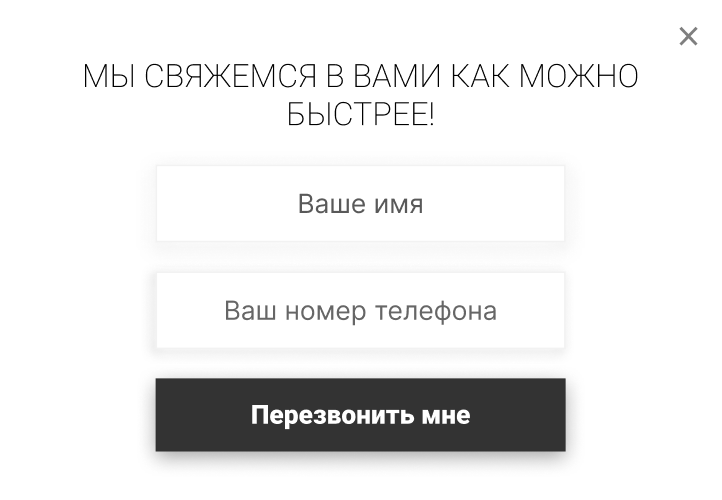 МЫ СВЯЖЕМСЯ В ВАМИ КАК МОЖНО
БЫСТРЕЕ!
Ваше имя
Ваш номер телефона
Перезвонить мне